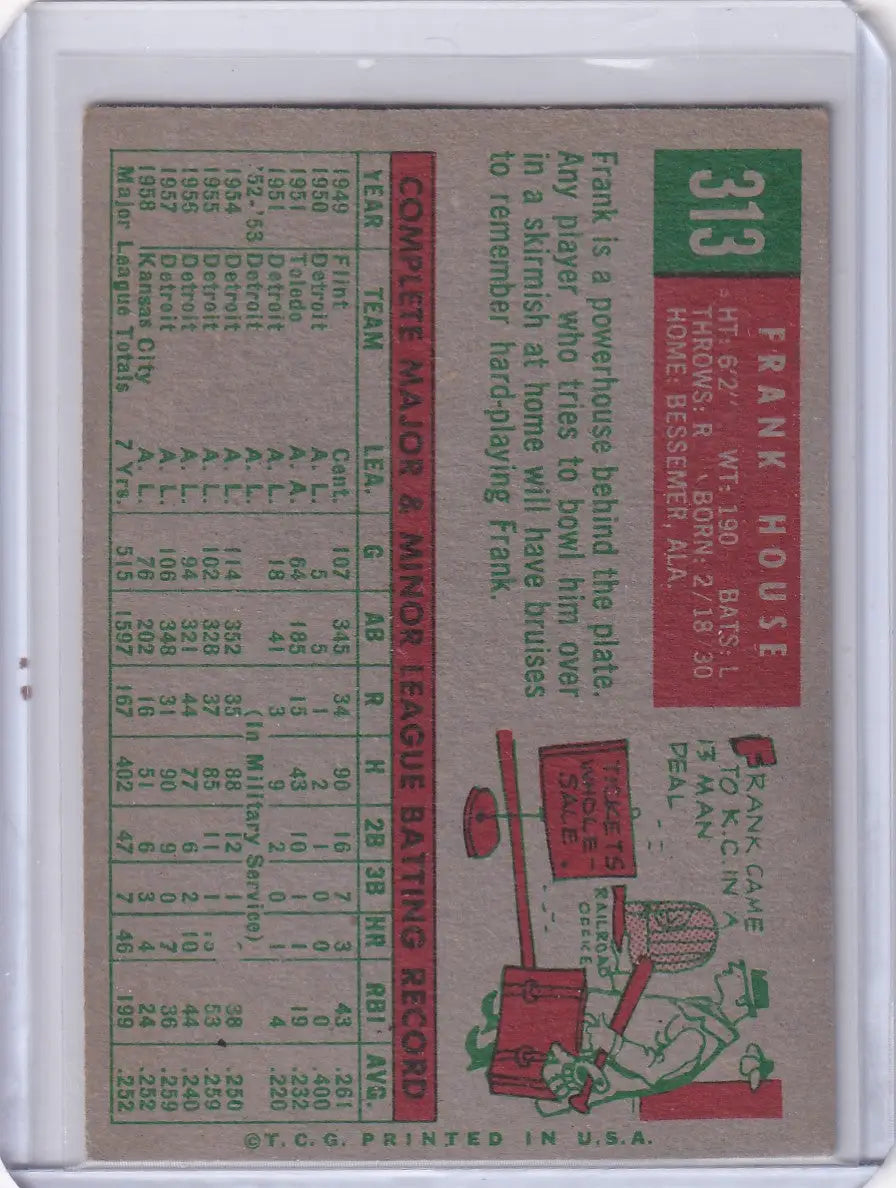 313
FRANK HOUSE
HT: 6'2" WT: 190 BATS: L
THROWS: R BORN: 2/18 30
HOME: BESSEMER, ALA.
Frank is a powerhouse behind the plate.
Any player who tries to bowl him over
in a skirmish at home will have bruises
to remember hard-playing Frank.
FRANK CAME
TO K.C. IN A
13 MAN
DEAL
TICKETS
WHOLE-
SALE
RAILROAD
OFFICE
COMPLETE MAJOR & MINOR LEAGUE BATTING RECORD
YEAR TEAM LEA. G AB R H 2B 3B HR RBI AVG.
1949 Flint Cent. 107 345 34 90 16 7 3 43 .261
1950 Detroit A. L. 5 5 1 2 1 0 0 0 .400
1951 Toledo A. A. 64 185 15 43 10 1 1 19 .232
1951 Detroit A. L. 18 41 3 9 2 0 1 4 .220
'52-'53 Detroit A. L. (In Military Service)
1954 Detroit A. L. 114 352 35 88 12 1 38 .250
1955 Detroit A. L. 102 328 37 85 11 1 53 .259
1956 Detroit A. L. 94 321 44 77 6 2 10 44 .240
1957 Detroit A. L. 106 348 31 90 9 0 7 36 .259
1958 Kansas City A. L. 76 202 16 51 6 3 4 24 .252
Major League Totals 7 Yrs. 515 1597 167 402 47 7 46 199 .252
©T. C. G. PRINTED IN U.S.A.